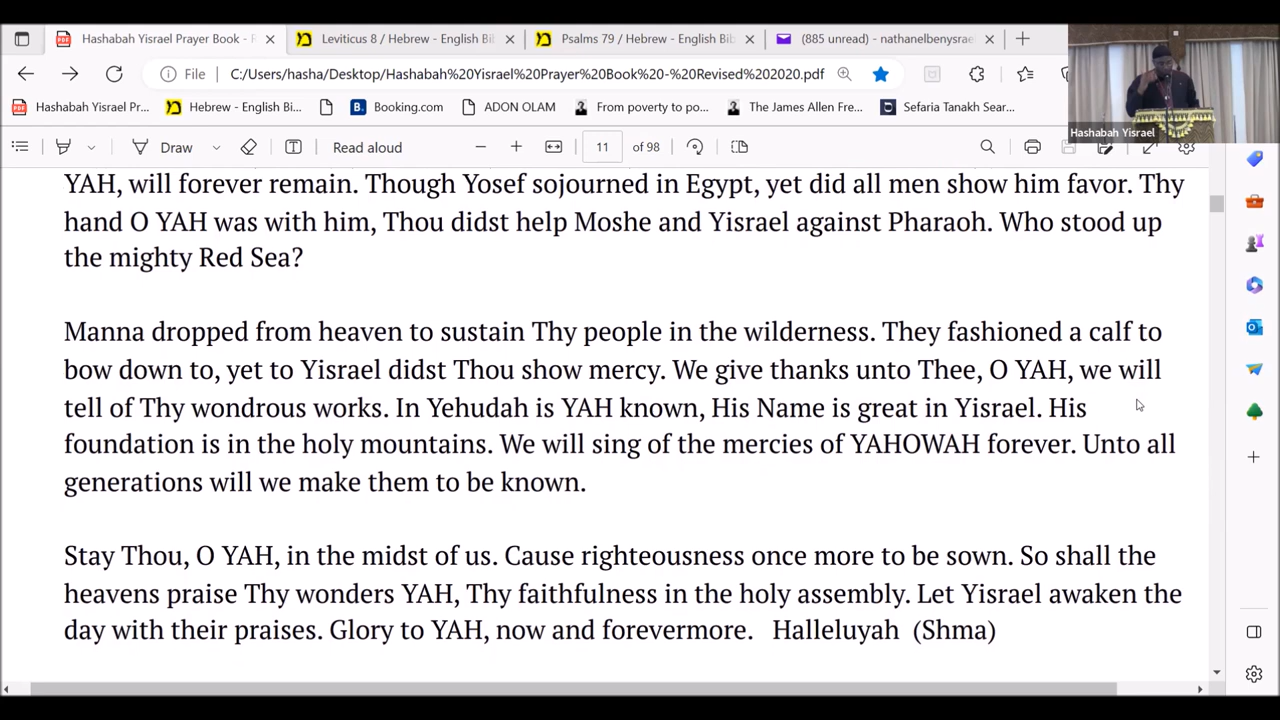 Hashabah Yisrael Prayer Book - R
Leviticus 8 / Hebrew - English Bi
Psalms 79 / Hebrew - English Bib
(885 unread) - nathanelbenysrae
File
C:/Users/hasha/Desktop/Hashabah%20Yisrael%20Prayer%20Book%20-%20Revised%202020.pdf
Hashabah Yisrael
Hashabah Yisrael Pr...
Hebrew - English Bi...
Booking.com
ADON OLAM
From poverty to po...
The James Allen Fre...
Sefaria Tanakh Sear...
Draw
Read aloud
11
of 98
YAH, will forever remain. Though Yosef sojourned in Egypt, yet did all men show him favor. Thy
hand O YAH was with him, Thou didst help Moshe and Yisrael against Pharaoh. Who stood up
the mighty Red Sea?
Manna dropped from heaven to sustain Thy people in the wilderness. They fashioned a calf to
bow down to, yet to Yisrael didst Thou show mercy. We give thanks unto Thee, O YAH, we will
tell of Thy wondrous works. In Yehudah is YAH known, His Name is great in Yisrael. His
foundation is in the holy mountains. We will sing of the mercies of YAHOWAH forever. Unto all
generations will we make them to be known.
Stay Thou, O YAH, in the midst of us. Cause righteousness once more to be sown. So shall the
heavens praise Thy wonders YAH, Thy faithfulness in the holy assembly. Let Yisrael awaken the
day with their praises. Glory to YAH, now and forevermore. Halleluyah (Shma)